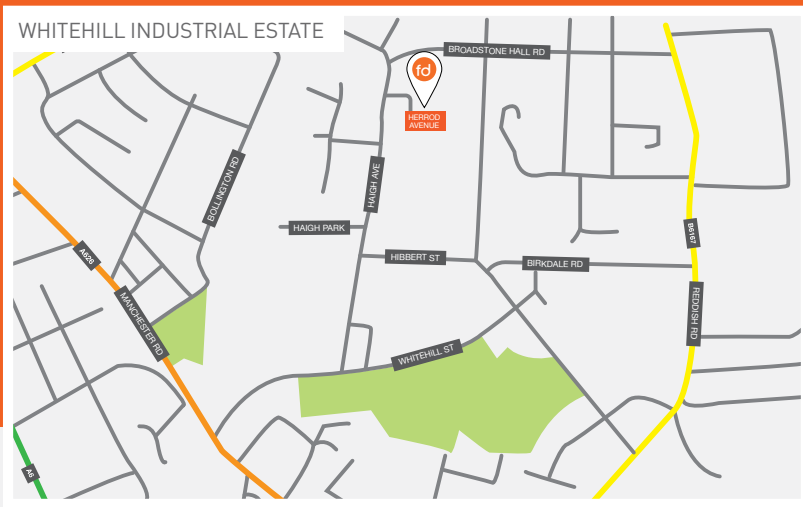 WHITEHILL INDUSTRIAL ESTATE
BROADSTONE HALL RD
fd
HERROD
AVENUE
BOLLINGTON RD
HAIGH AVE
HAIGH PARK
B6167
A626
HIBBERT ST
BIRKDALE RD
MANCHESTER RD
REDDISH RD
WHITEHILL ST
A6